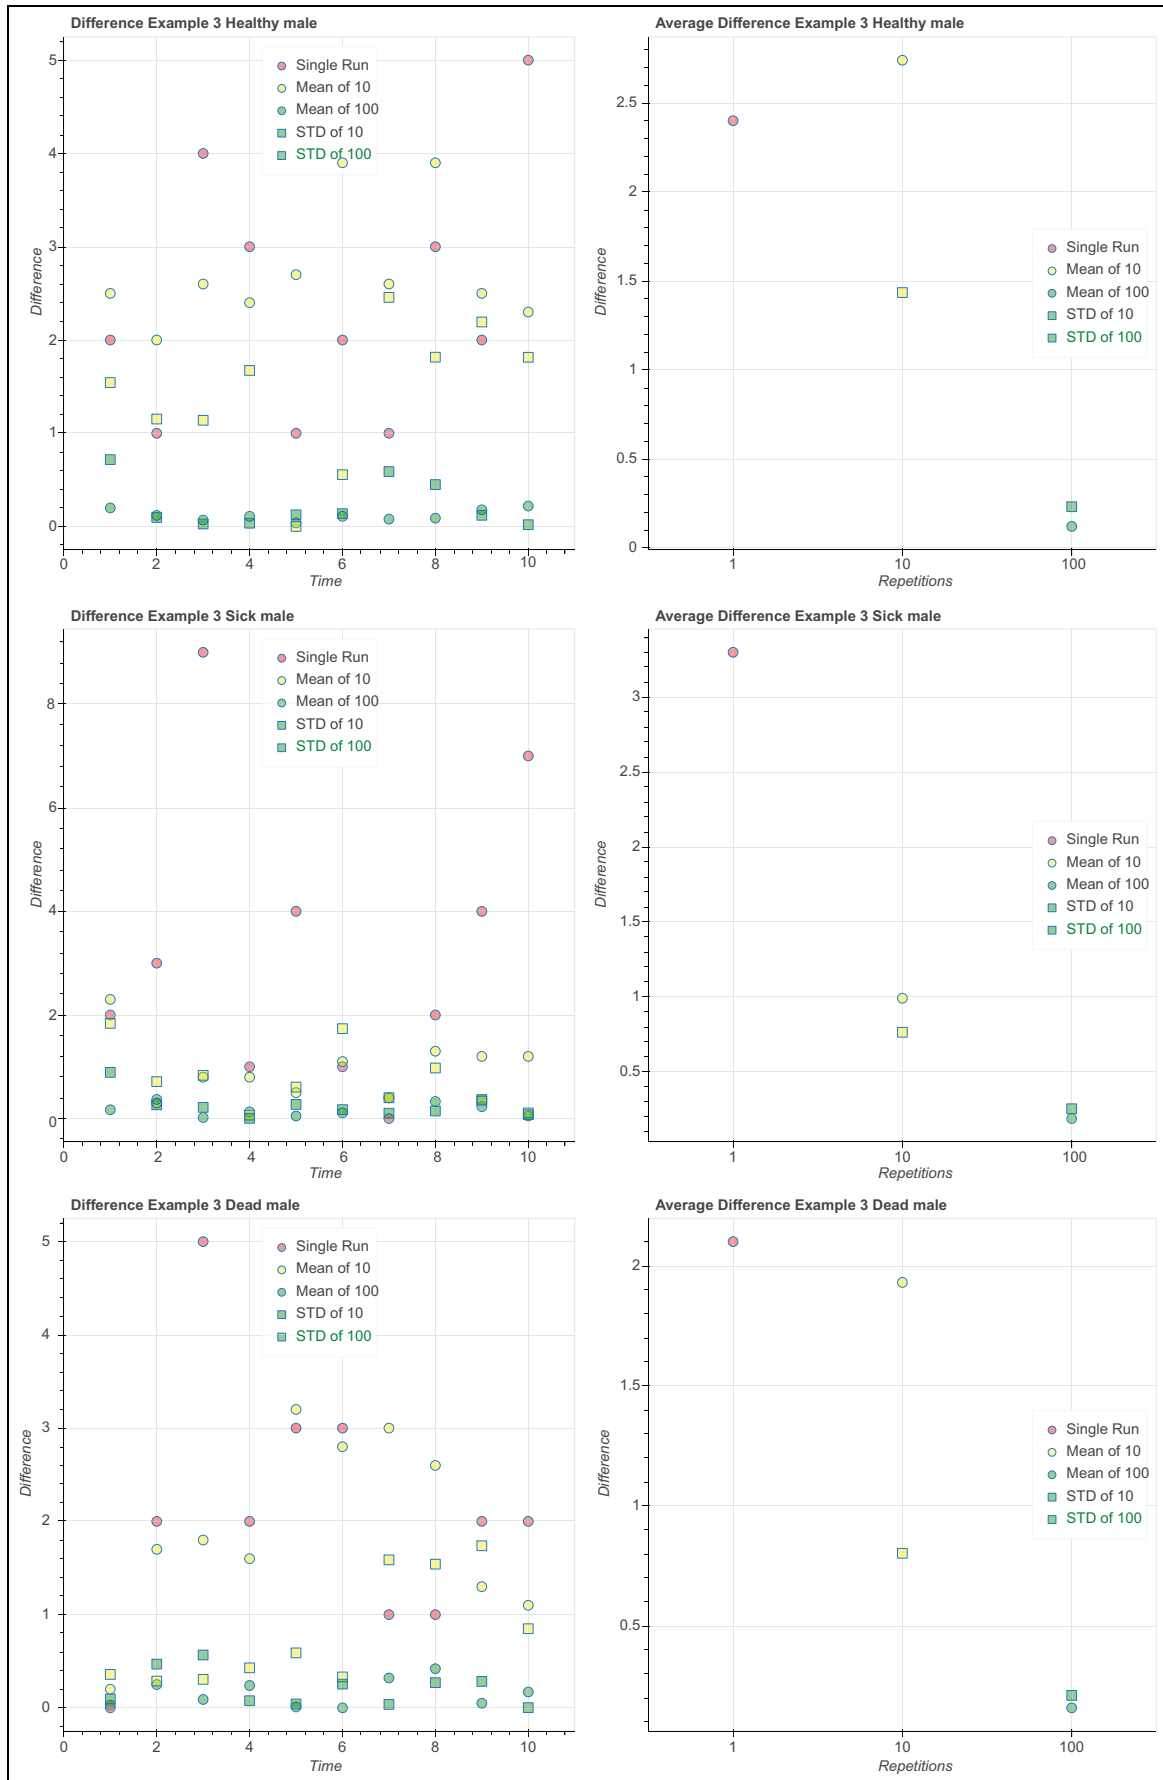 Difference Example 3 Healthy male
5
4
3
2
1
0
Difference
Single Run
Mean of 10
Mean of 100
STD of 10
STD of 100
0 2 4 6 8 10
Time
Average Difference Example 3 Healthy male
2.5
2
1.5
1
0.5
0
Difference
Single Run
Mean of 10
Mean of 100
STD of 10
STD of 100
1 10 100
Repetitions
Difference Example 3 Sick male
8
6
4
2
0
Difference
Single Run
Mean of 10
Mean of 100
STD of 10
STD of 100
0 2 4 6 8 10
Time
Average Difference Example 3 Sick male
3
2.5
2
1.5
1
0.5
Difference
Single Run
Mean of 10
Mean of 100
STD of 10
STD of 100
1 10 100
Repetitions
Difference Example 3 Dead male
5
4
3
2
1
0
Difference
Single Run
Mean of 10
Mean of 100
STD of 10
STD of 100
0 2 4 6 8 10
Time
Average Difference Example 3 Dead male
2
1.5
1
0.5
Difference
Single Run
Mean of 10
Mean of 100
STD of 10
STD of 100
1 10 100
Repetitions